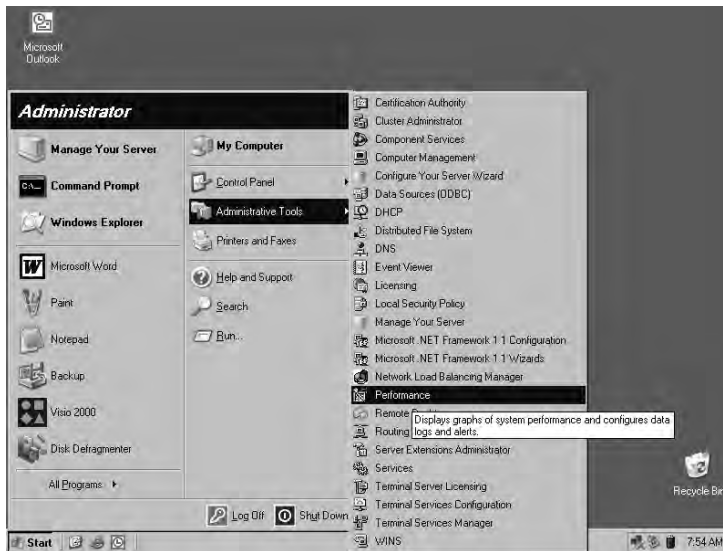 Microsoft
Outlook
Administrator
Manage Your Server
Command Prompt
Windows Explorer
Microsoft Word
Paint
Notepad
Backup
Visio 2000
Disk Defragmenter
All Programs
My Computer
Control Panel
Administrative Tools
Printers and Faxes
Help and Support
Search
Run...
Certification Authority
Cluster Administrator
Component Services
Computer Management
Configure Your Server Wizard
Data Sources (ODBC)
DHCP
Distributed File System
DNS
Event Viewer
Licensing
Local Security Policy
Manage Your Server
Microsoft .NET Framework 1.1 Configuration
Microsoft .NET Framework 1.1 Wizards
Network Load Balancing Manager
Performance
Remote
Displays graphs of system performance and configures data
logs and alerts.
Routing
Server Extensions Administrator
Services
Terminal Server Licensing
Terminal Services Configuration
Terminal Services Manager
WINS
Log Off
Shut Down
Recycle Bin
Start
7:54 AM